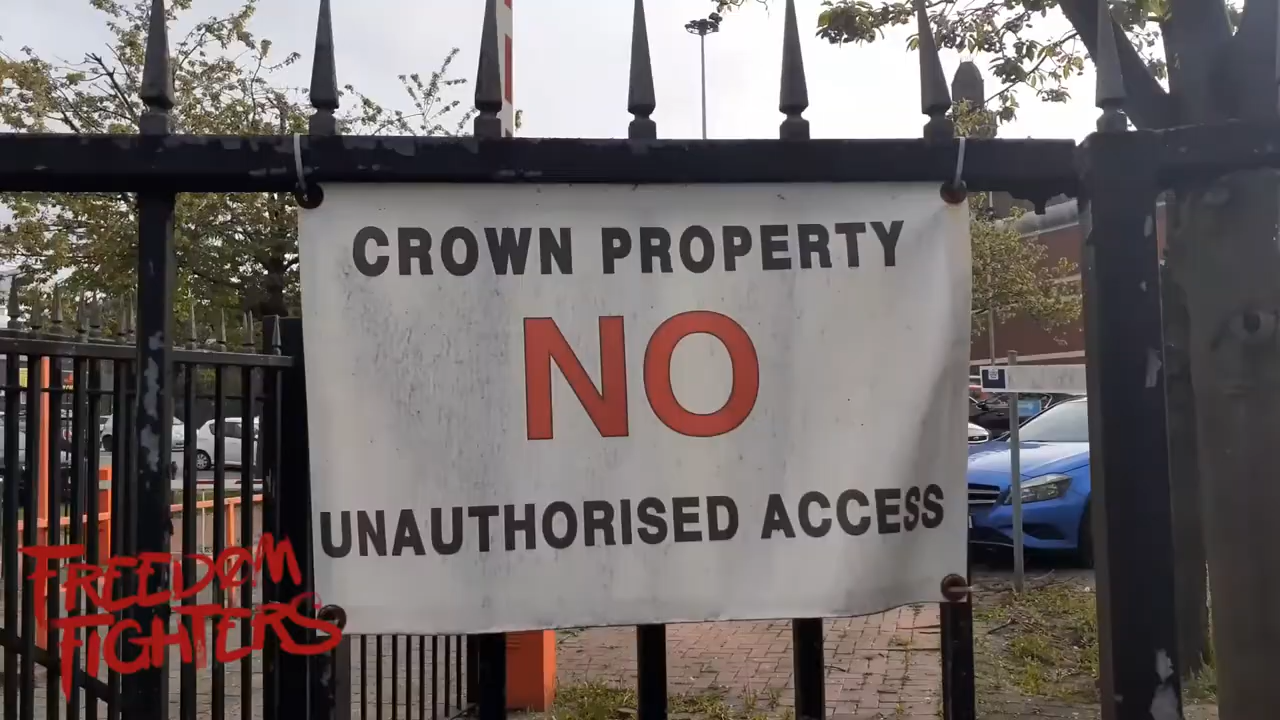 CROWN PROPERTY
NO
UNAUTHORISED ACCESS
FREEDOM
FIGHTERS